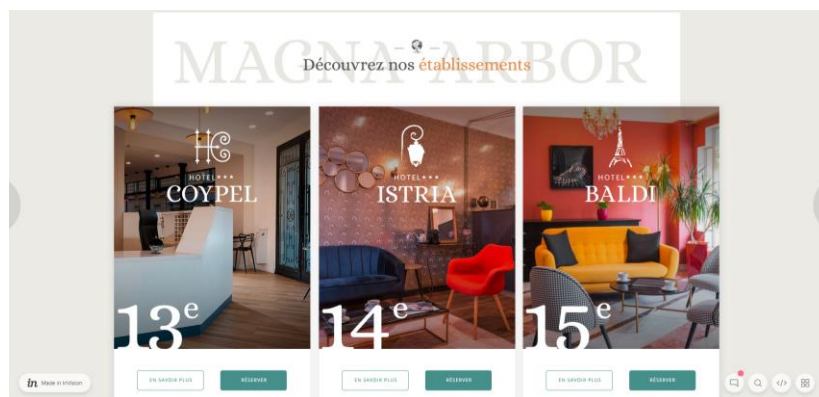 MAGNA ARBOR
Découvrez nos établissements
HOTEL★★★
COYPEL
13e
EN SAVOIR PLUS
RÉSERVER
HOTEL★★★
ISTRIA
14e
EN SAVOIR PLUS
RÉSERVER
HOTEL★★★
BALDI
15e
EN SAVOIR PLUS
RÉSERVER
in Made in InVision